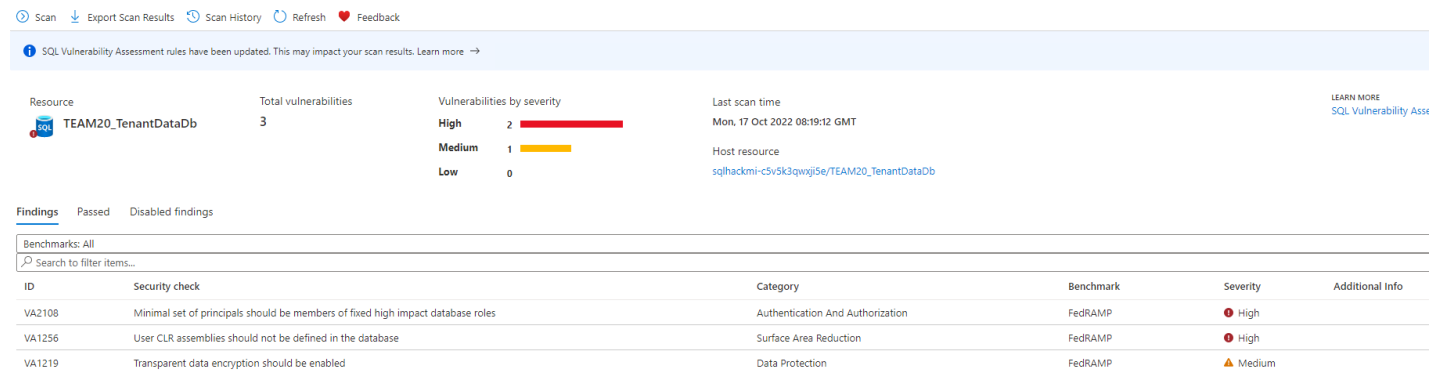 Scan Export Scan Results Scan History Refresh Feedback
SQL Vulnerability Assessment rules have been updated. This may impact your scan results. Learn more →
Resource
SQL
TEAM20_TenantDataDb
Total vulnerabilities
3
Vulnerabilities by severity
High 2
Medium 1
Low 0
Last scan time
Mon, 17 Oct 2022 08:19:12 GMT
Host resource
sqlhackmi-c5v5k3qwxji5e/TEAM20_TenantDataDb
LEARN MORE
SQL Vulnerability Asse
Findings Passed Disabled findings
Benchmarks: All
Search to filter items...
ID Security check Category Benchmark Severity Additional Info
VA2108 Minimal set of principals should be members of fixed high impact database roles Authentication And Authorization FedRAMP High
VA1256 User CLR assemblies should not be defined in the database Surface Area Reduction FedRAMP High
VA1219 Transparent data encryption should be enabled Data Protection FedRAMP Medium